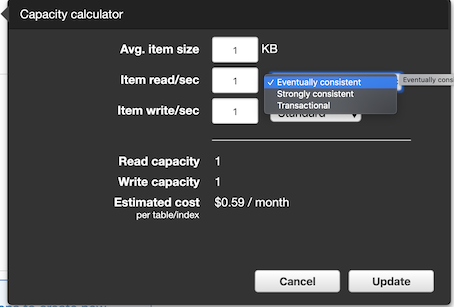 Capacity calculator
Avg. item size 1 KB
Item read/sec 1 ✓ Eventually consistent
Eventually cons
Strongly consistent
Transactional
Item write/sec 1 Standard
Read capacity 1
Write capacity 1
Estimated cost $0.59 / month
per table/index
Cancel Update